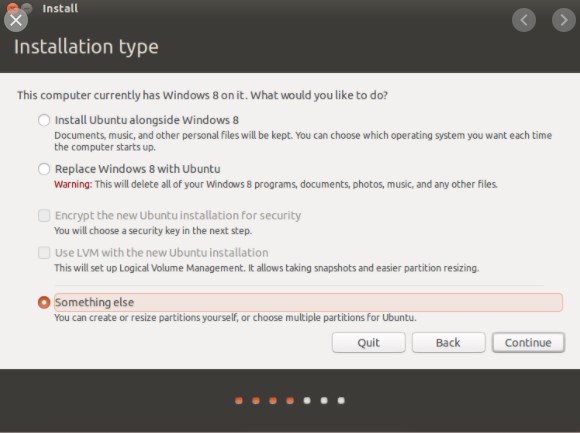 Install
Installation type
This computer currently has Windows 8 on it. What would you like to do?
Install Ubuntu alongside Windows 8
Documents, music, and other personal files will be kept. You can choose which operating system you want each time
the computer starts up.
Replace Windows 8 with Ubuntu
Warning: This will delete all of your Windows 8 programs, documents, photos, music, and any other files.
Encrypt the new Ubuntu installation for security
You will choose a security key in the next step.
Use LVM with the new Ubuntu installation
This will set up Logical Volume Management. It allows taking snapshots and easier partition resizing.
Something else
You can create or resize partitions yourself, or choose multiple partitions for Ubuntu.
Quit Back Continue